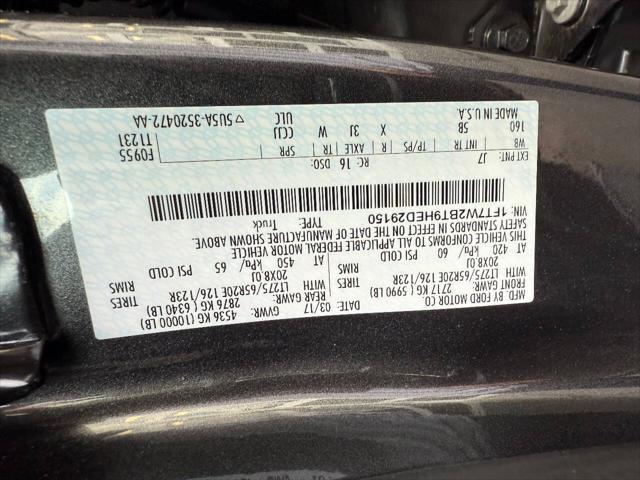 MFD. BY FORD MOTOR CO.
DATE: 03/17 GVWR: 4536 KG (10000 LB)
FRONT GAWR: 2717 KG (5990 LB) REAR GAWR: 2876 KG (6340 LB)
WITH LT275/65R20E 126/123R TIRES WITH LT275/65R20E 126/123R TIRES
20X8.0J RIMS 20X8.0J RIMS
AT 420 kPa/ 60 PSI COLD AT 450 kPa/ 65 PSI COLD
THIS VEHICLE CONFORMS TO ALL APPLICABLE FEDERAL MOTOR VEHICLE
SAFETY STANDARDS IN EFFECT ON THE DATE OF MANUFACTURE SHOWN ABOVE.
VIN: 1FT7W2BT9HED29150 TYPE: Truck
EXT PNT: J7 RC: 16 DSO: F0955
WB INT TR TP/PS R AXLE TR SPR T1231
160 5B X 3J W CCJJ
MADE IN U.S.A. ULC ▽5U5A-3520472-AA